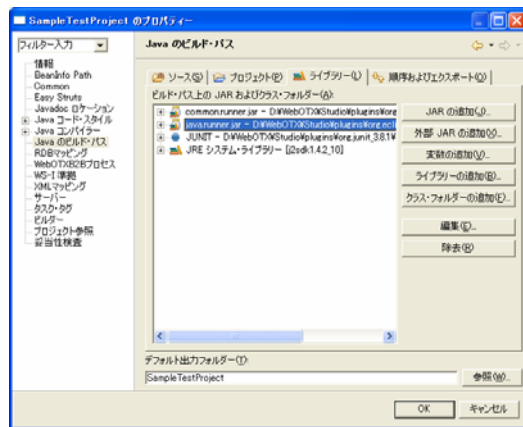 SampleTestProject のプロパティー
フィルター入力
Java のビルド・パス
情報
BeanInfo Path
Common
Easy Struts
Javadoc ロケーション
Java コード・スタイル
Java コンパイラー
Java のビルド・パス
RDBマッピング
WebOTXB2Bプロセス
WS-I 準拠
XMLマッピング
サーバー
タスク・タグ
ビルダー
プロジェクト参照
妥当性検査
ソース(S)
プロジェクト(P)
ライブラリー(L)
順序およびエクスポート(O)
ビルド・パス上の JAR およびクラス・フォルダー(A):
common.runner.jar - D:¥WebOTX¥Studio¥plugins¥org
java.runner.jar - D:¥WebOTX¥Studio¥plugins¥org.ecl
JUNIT - D:¥WebOTX¥Studio¥plugins¥org.junit_3.8.1¥
JRE システム・ライブラリー [j2sdk1.4.2_10]
JAR の追加(J)...
外部 JAR の追加(X)...
変数の追加(V)...
ライブラリーの追加(B)...
クラス・フォルダーの追加(F)...
編集(E)...
除去(R)
デフォルト出力フォルダー(T):
SampleTestProject
参照(W)...
OK
キャンセル